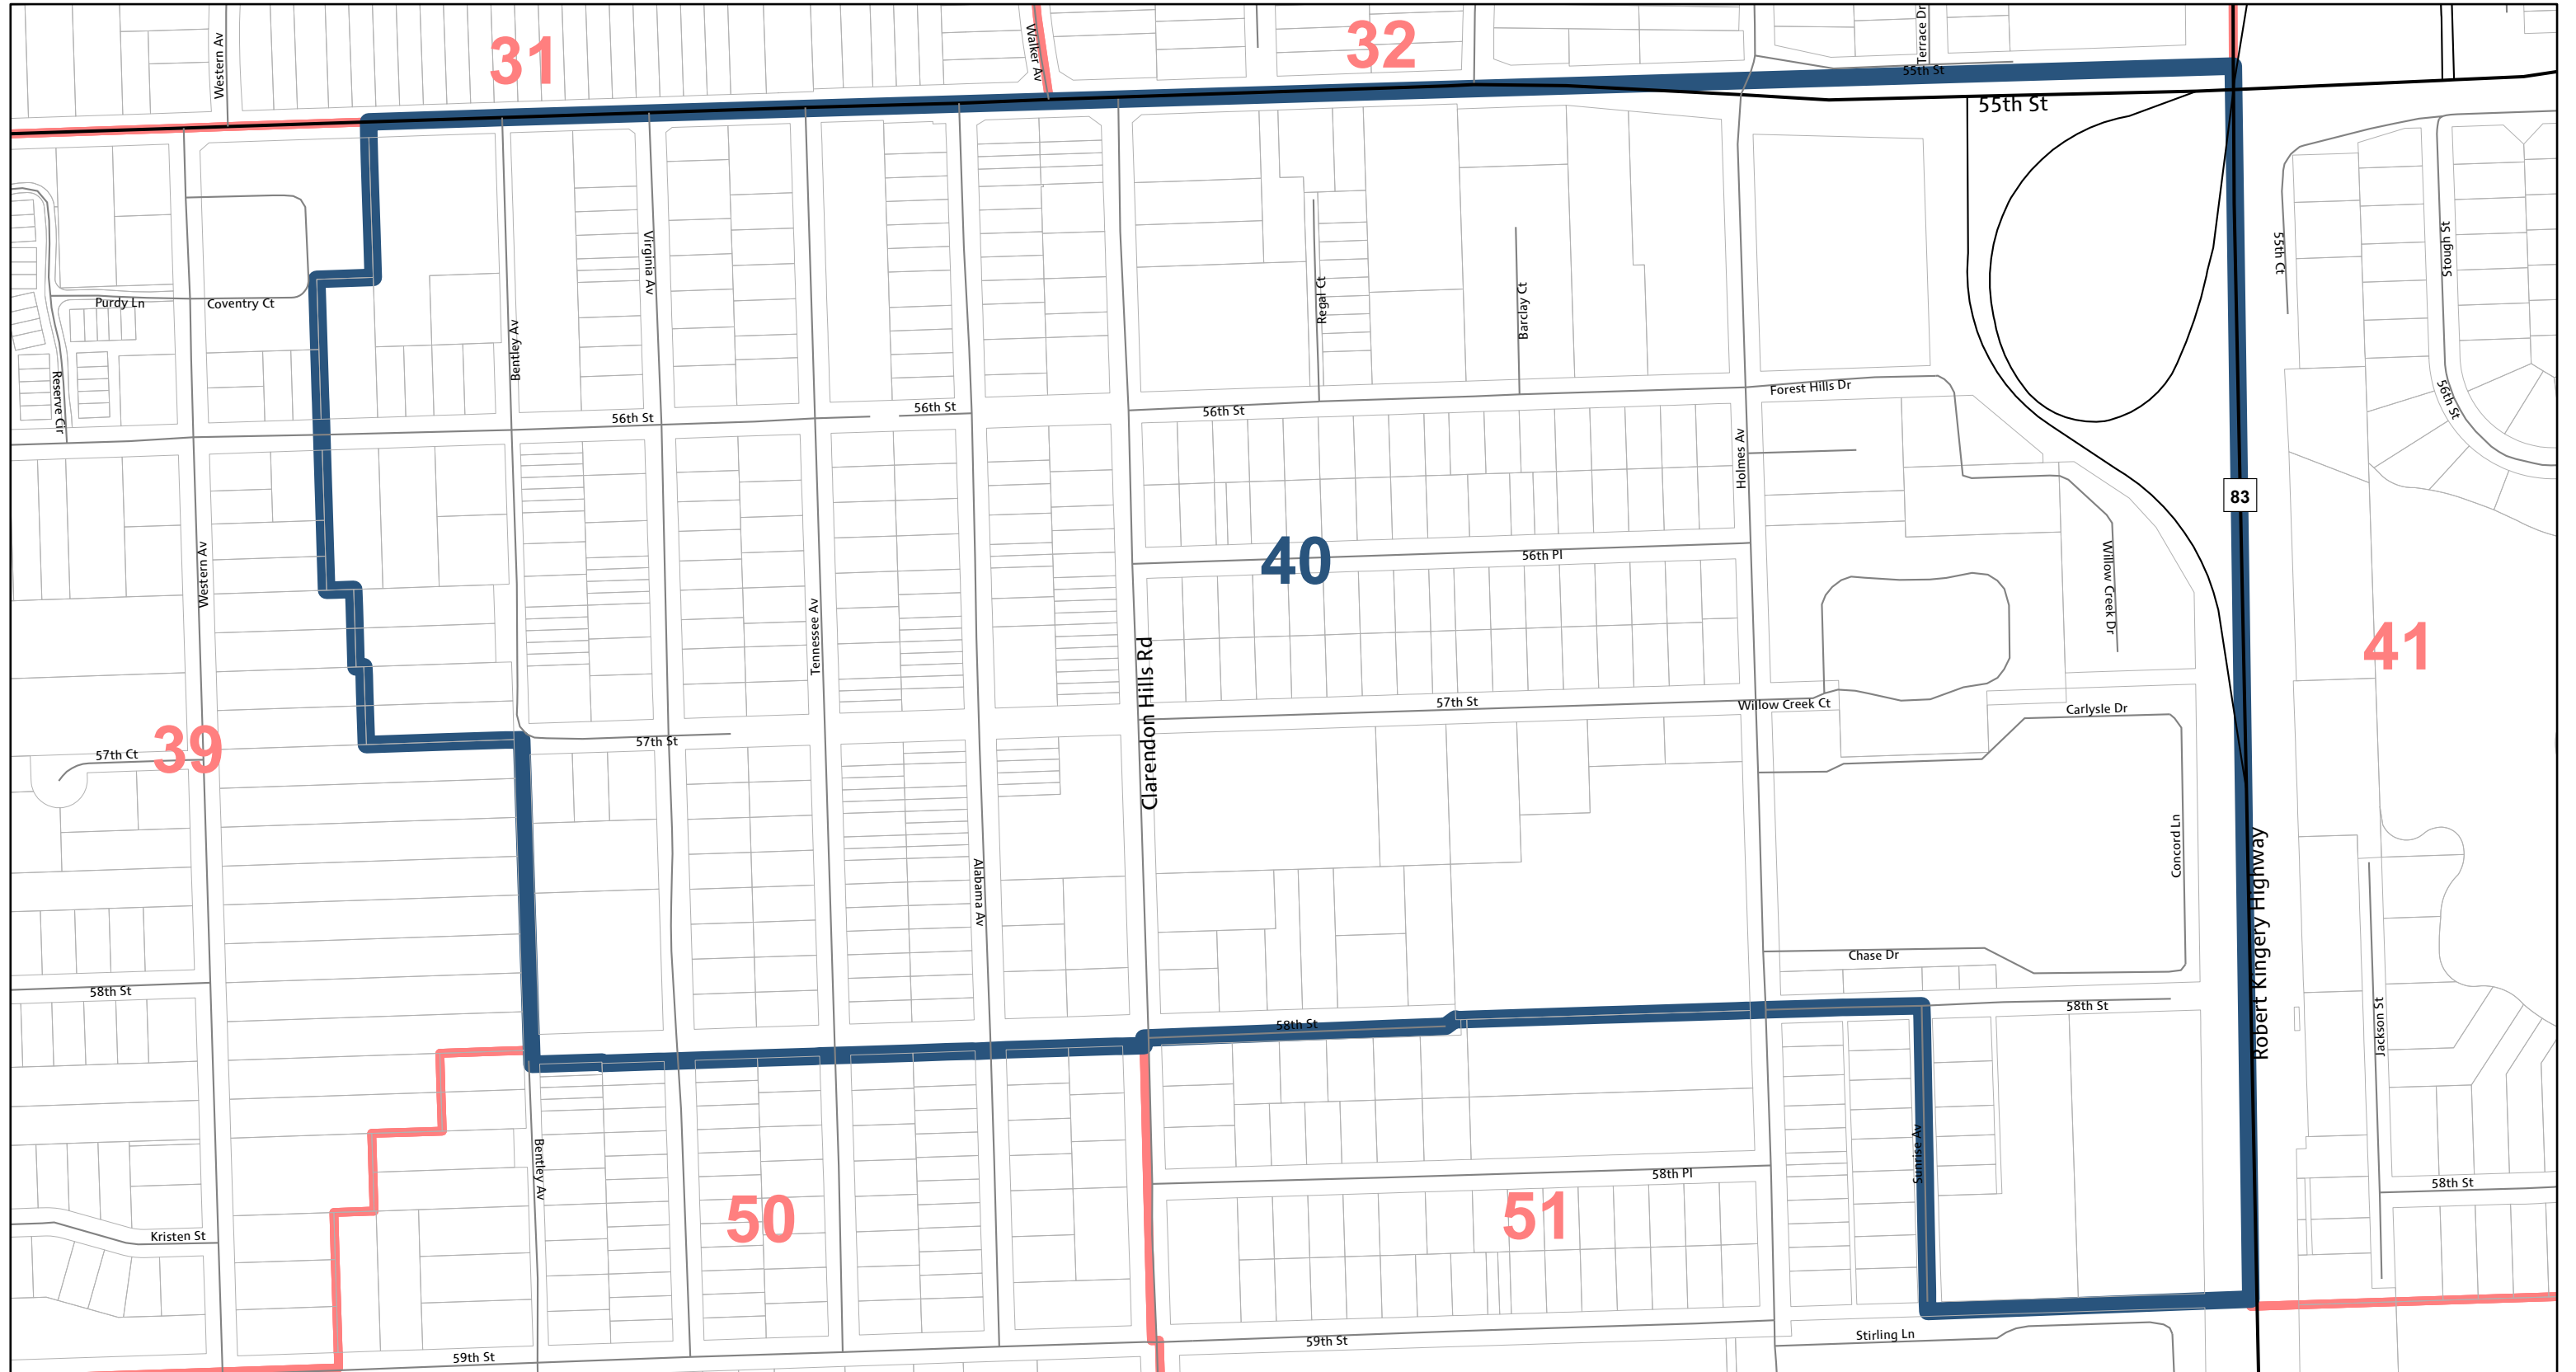 31
32
Western Av
Walker Av
Terrace Dr
55th St
55th St
Purdy Ln
Coventry Ct
Reserve Cir
Bentley Av
Virginia Av
Regal Ct
Barclay Ct
55th Ct
Stough St
56th St
56th St
56th St
56th St
Forest Hills Dr
Holmes Av
83
40
56th Pl
Western Av
Tennessee Av
Clarendon Hills Rd
Willow Creek Dr
41
39
57th Ct
57th St
57th St
Willow Creek Ct
Carlysle Dr
Concord Ln
Robert Kingery Highway
Alabama Av
Chase Dr
58th St
58th St
58th St
Jackson St
Bentley Av
50
51
58th Pl
Sunrise Av
58th St
Kristen St
59th St
59th St
Stirling Ln